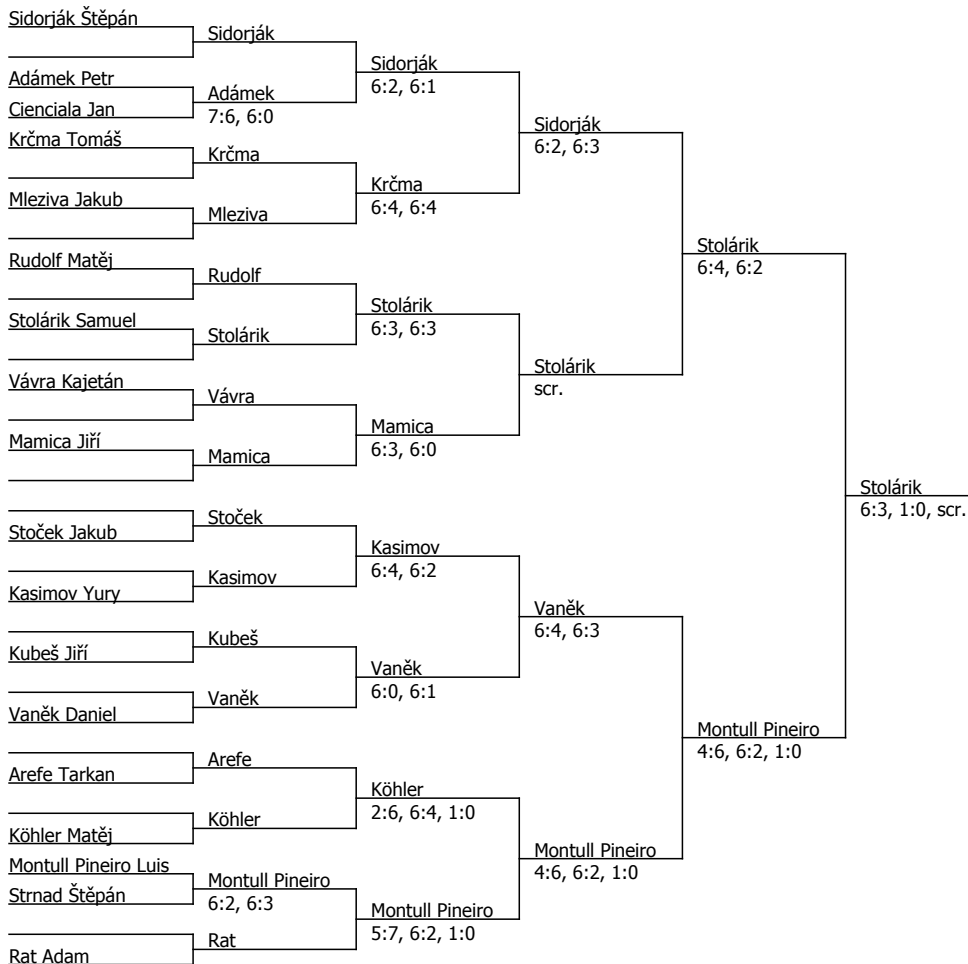 Sidorják Štěpán
Sidorják
Sidorják
6:2, 6:1
Adámek Petr
Adámek
7:6, 6:0
Cienciala Jan
Sidorják
6:2, 6:3
Krčma Tomáš
Krčma
Krčma
6:4, 6:4
Mleziva Jakub
Mleziva
Stolárik
6:4, 6:2
Rudolf Matěj
Rudolf
Stolárik
6:3, 6:3
Stolárik Samuel
Stolárik
Stolárik
scr.
Vávra Kajetán
Vávra
Mamica
6:3, 6:0
Mamica Jiří
Mamica
Stolárik
6:3, 1:0, scr.
Stoček
Stoček Jakub
Kasimov
6:4, 6:2
Kasimov
Kasimov Yury
Vaněk
6:4, 6:3
Kubeš
Kubeš Jiří
Vaněk
6:0, 6:1
Vaněk
Vaněk Daniel
Montull Pineiro
4:6, 6:2, 1:0
Arefe
Arefe Tarkan
Köhler
2:6, 6:4, 1:0
Köhler
Köhler Matěj
Montull Pineiro
4:6, 6:2, 1:0
Montull Pineiro Luis
Montull Pineiro
6:2, 6:3
Strnad Štěpán
Montull Pineiro
5:7, 6:2, 1:0
Rat
Rat Adam